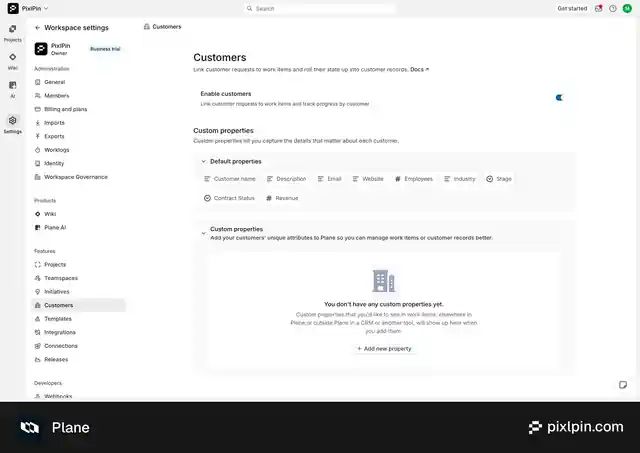 PixlPin
Search
Get started
Projects
Wiki
AI
Settings
Workspace settings
PixlPin
Owner
Business trial
Administration
General
Members
Billing and plans
Imports
Exports
Worklogs
Identity
Workspace Governance
Products
Wiki
Plane AI
Features
Projects
Teamspaces
Initiatives
Customers
Templates
Integrations
Connections
Releases
Developers
Webhooks
Customers
Customers
Link customer requests to work items and roll their state up into customer records. Docs ↗
Enable customers
Link customer requests to work items and track progress by customer
Custom properties
Custom properties let you capture the details that matter about each customer.
Default properties
Customer name Description Email Website # Employees Industry Stage
Contract Status # Revenue
Custom properties
Add your customers' unique attributes to Plane so you can manage work items or customer records better.
You don't have any custom properties yet.
Custom properties that you'd like to see in work items, elsewhere in
Plane, or outside Plane in a CRM or another tool, will show up here when
you add them.
+ Add new property
Plane
pixlpin.com